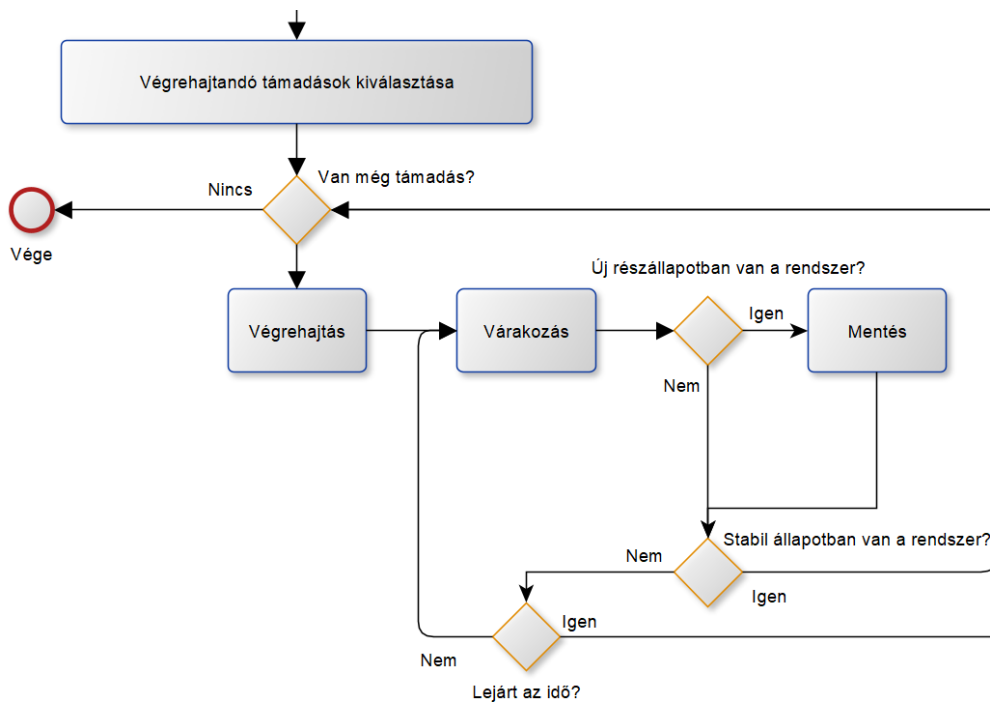 Végrehajtandó támadások kiválasztása
Van még támadás?
Nincs
Vége
Új részállapotban van a rendszer?
Végrehajtás
Várakozás
Igen
Mentés
Nem
Stabil állapotban van a rendszer?
Nem
Igen
Igen
Nem
Lejárt az idő?